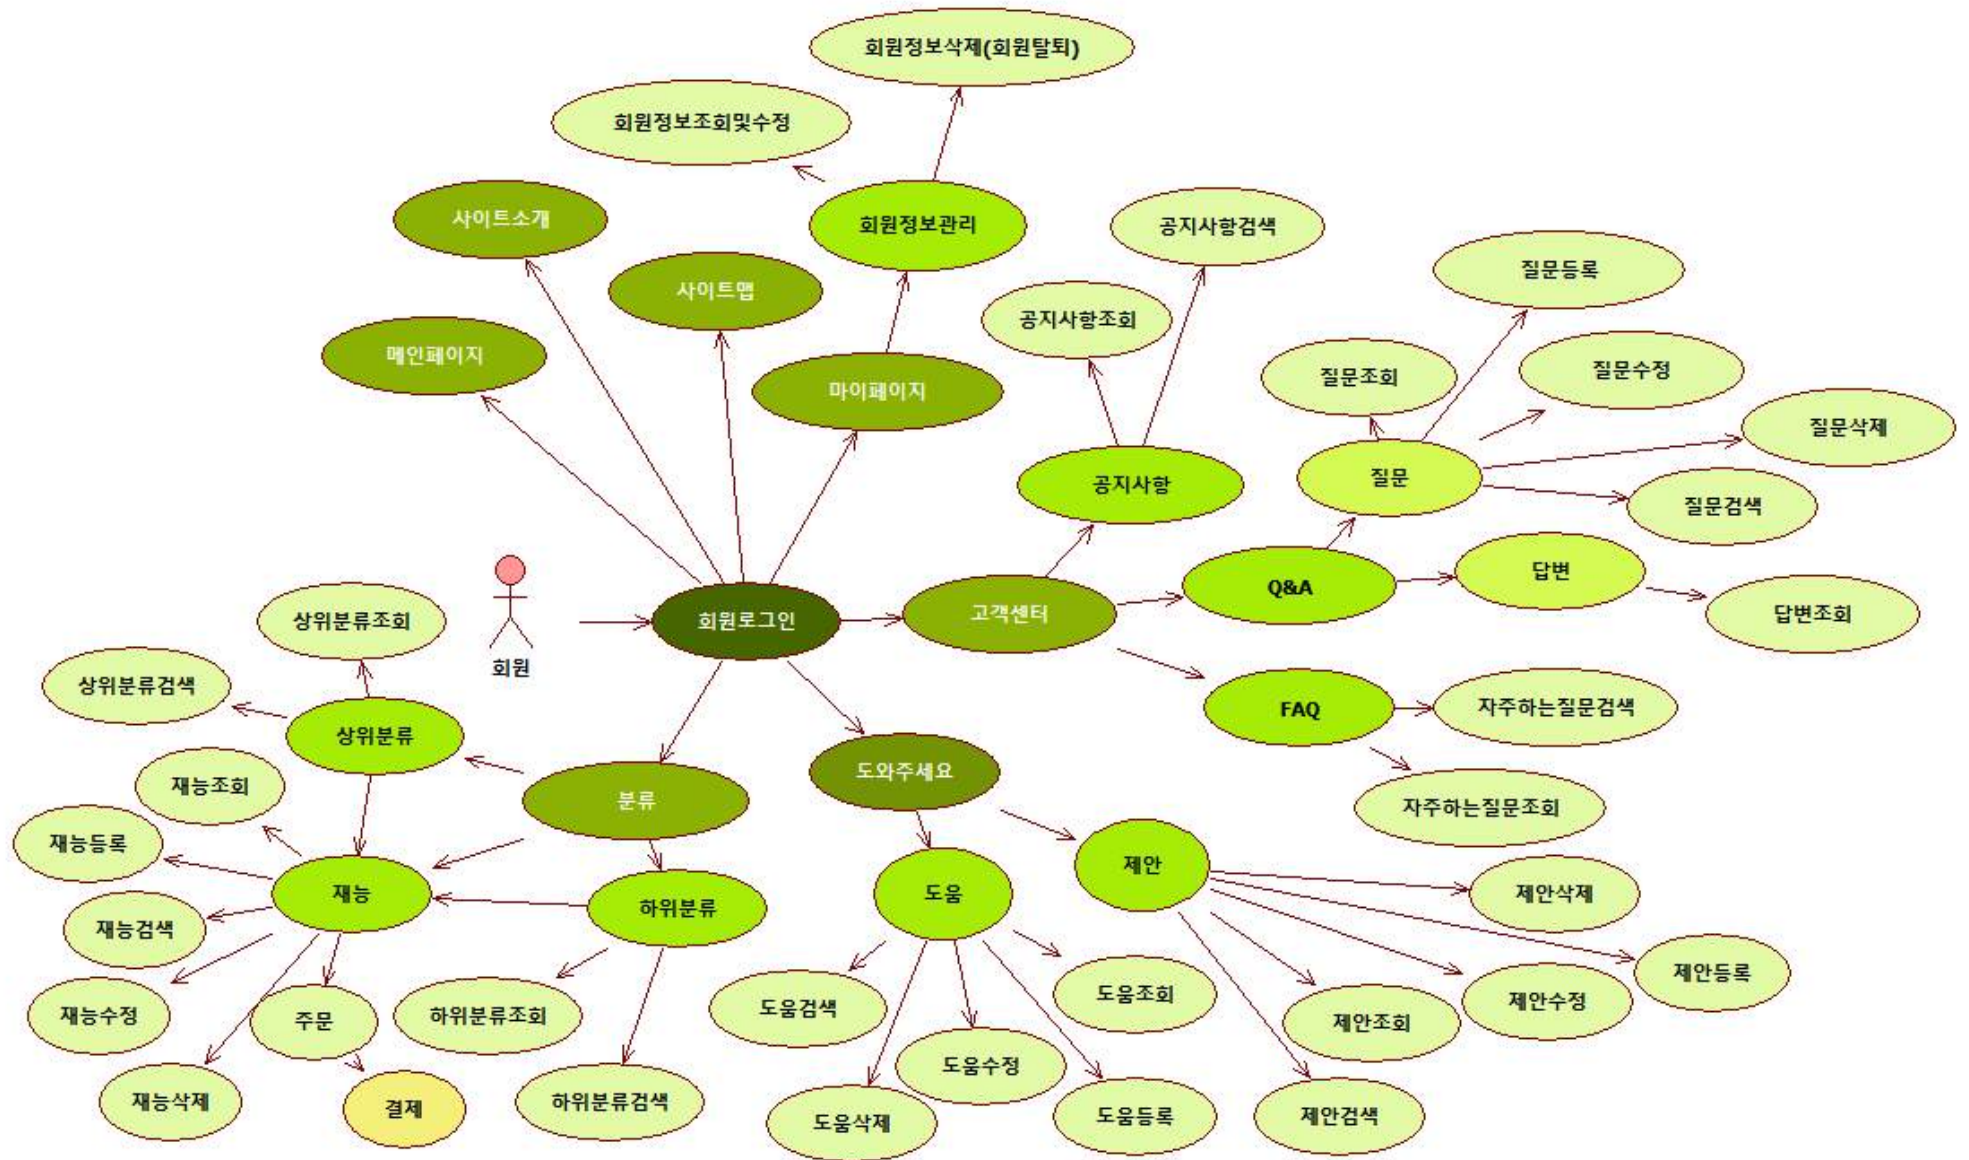 회원정보삭제(회원탈퇴)
회원정보조회및수정
사이트소개
회원정보관리
공지사항검색
사이트맵
질문등록
공지사항조회
메인페이지
마이페이지
질문조회
질문수정
질문삭제
공지사항
질문
질문검색
Q&A
답변
상위분류조회
회원로그인
고객센터
답변조회
회원
상위분류검색
상위분류
FAQ
자주하는질문검색
재능조회
분류
도와주세요
자주하는질문조회
재능등록
재능
하위분류
도움
제안
제안삭제
재능검색
제안등록
재능수정
주문
하위분류조회
도움검색
도움조회
제안조회
제안수정
재능삭제
결제
하위분류검색
도움삭제
도움수정
도움등록
제안검색